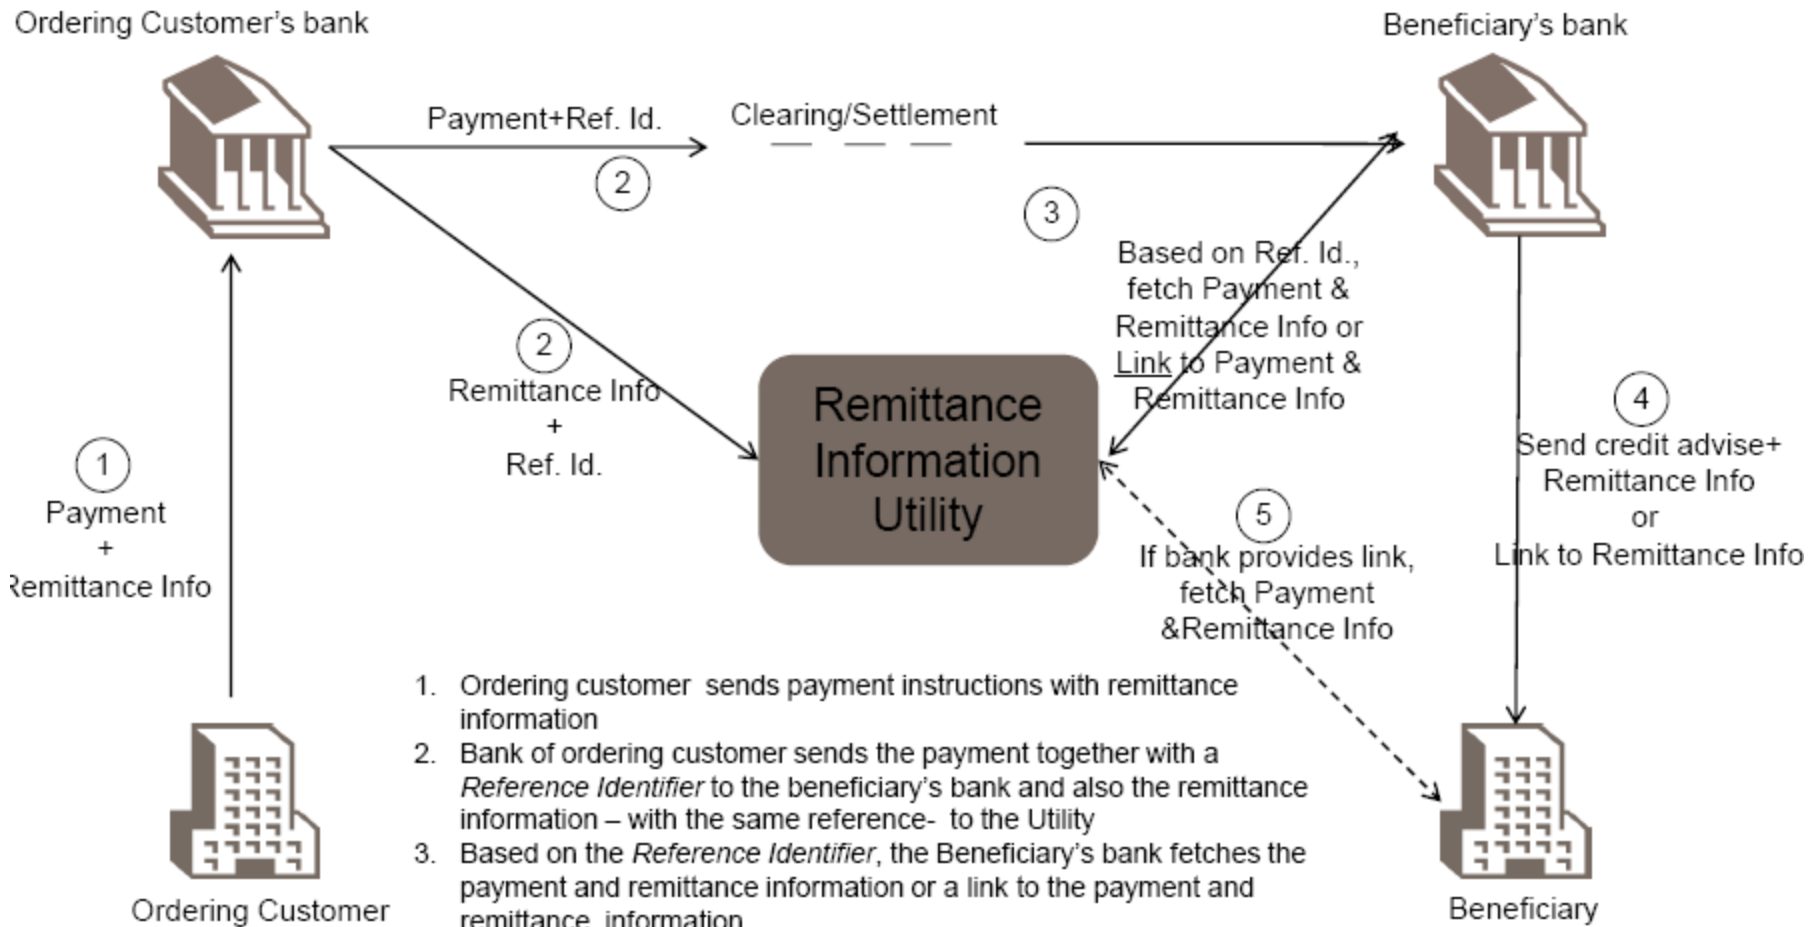 Ordering Customer's bank
Beneficiary's bank
Payment+Ref. Id.
Clearing/Settlement
2
3
Based on Ref. Id.,
fetch Payment &
Remittance Info or
Link to Payment &
Remittance Info
2
Remittance Info
+
Ref. Id.
Remittance
Information
Utility
4
Send credit advise+
Remittance Info
or
Link to Remittance Info
1
Payment
+
Remittance Info
5
If bank provides link,
fetch Payment
&Remittance Info
1. Ordering customer sends payment instructions with remittance
information
2. Bank of ordering customer sends the payment together with a
Reference Identifier to the beneficiary's bank and also the remittance
information – with the same reference- to the Utility
3. Based on the Reference Identifier, the Beneficiary's bank fetches the
payment and remittance information or a link to the payment and
remittance information
Ordering Customer
Beneficiary